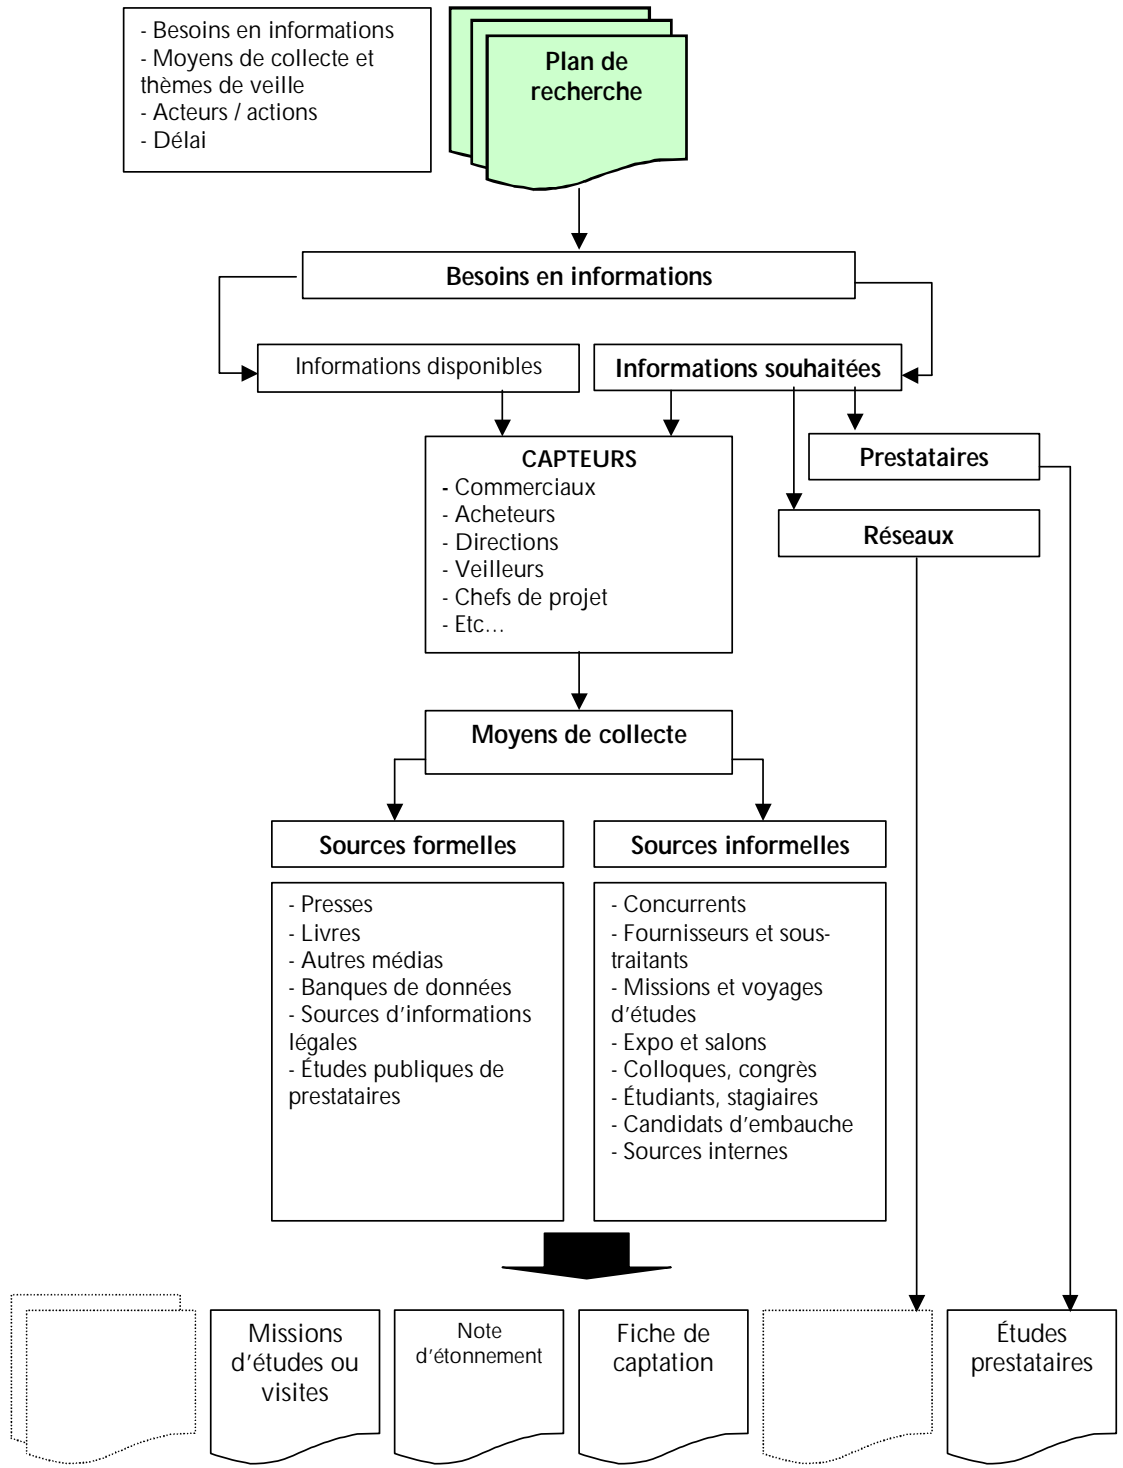 - Besoins en informations
- Moyens de collecte et
thèmes de veille
- Acteurs / actions
- Délai
Plan de
recherche
Besoins en informations
Informations disponibles
Informations souhaitées
CAPTEURS
- Commerciaux
- Acheteurs
- Directions
- Veilleurs
- Chefs de projet
- Etc…
Prestataires
Réseaux
Moyens de collecte
Sources formelles
- Presses
- Livres
- Autres médias
- Banques de données
- Sources d’informations
légales
- Études publiques de
prestataires
Sources informelles
- Concurrents
- Fournisseurs et sous-
traitants
- Missions et voyages
d’études
- Expo et salons
- Colloques, congrès
- Étudiants, stagiaires
- Candidats d’embauche
- Sources internes
Missions
d’études ou
visites
Note
d’étonnement
Fiche de
captation
Études
prestataires